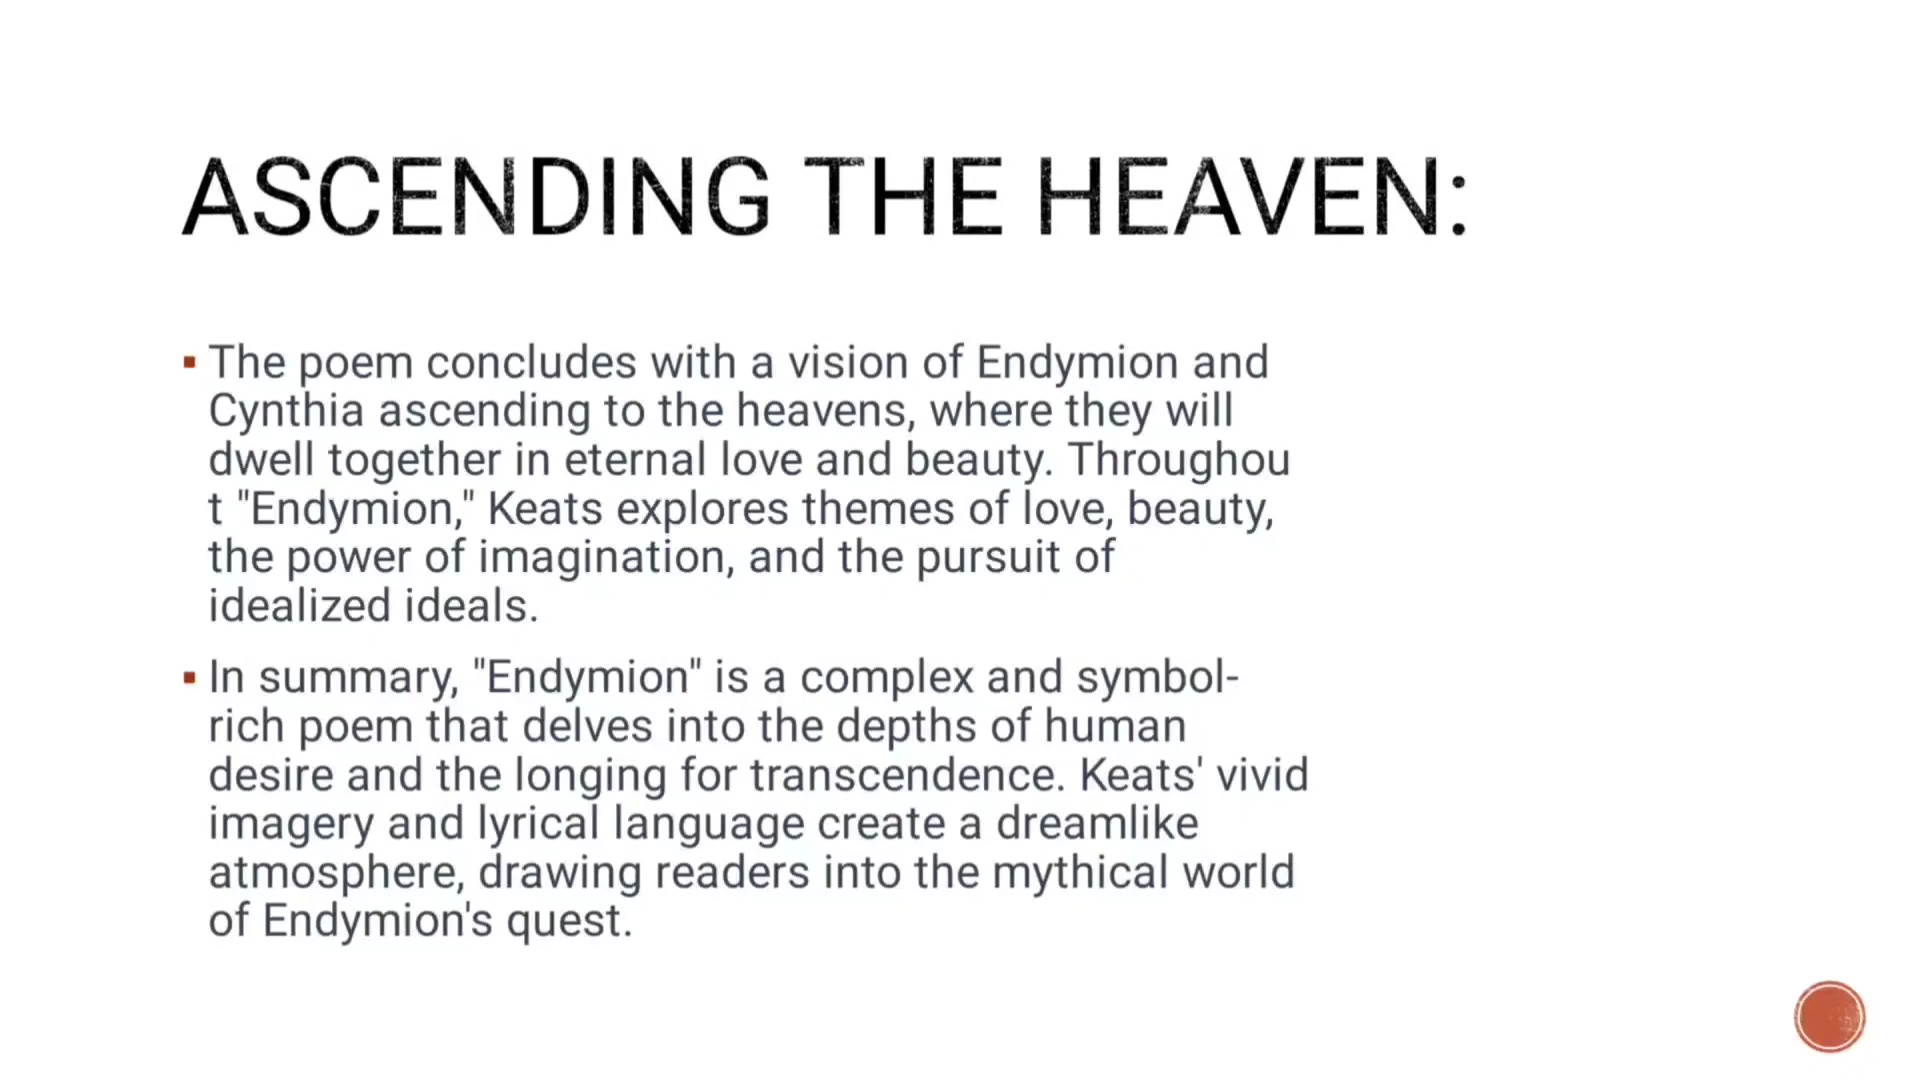 ASCENDING THE HEAVEN:
▪ The poem concludes with a vision of Endymion and
Cynthia ascending to the heavens, where they will
dwell together in eternal love and beauty. Throughou
t "Endymion," Keats explores themes of love, beauty,
the power of imagination, and the pursuit of
idealized ideals.
▪ In summary, "Endymion" is a complex and symbol-
rich poem that delves into the depths of human
desire and the longing for transcendence. Keats' vivid
imagery and lyrical language create a dreamlike
atmosphere, drawing readers into the mythical world
of Endymion's quest.